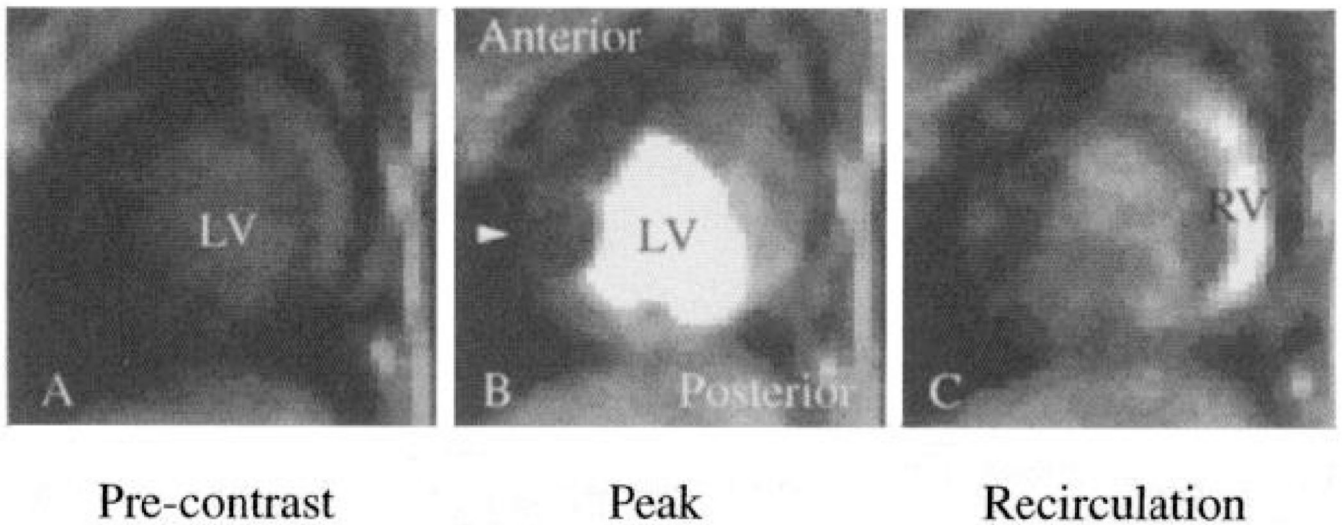 Anterior
LV
LV
RV
A
B
Posterior
C
Pre-contrast
Peak
Recirculation